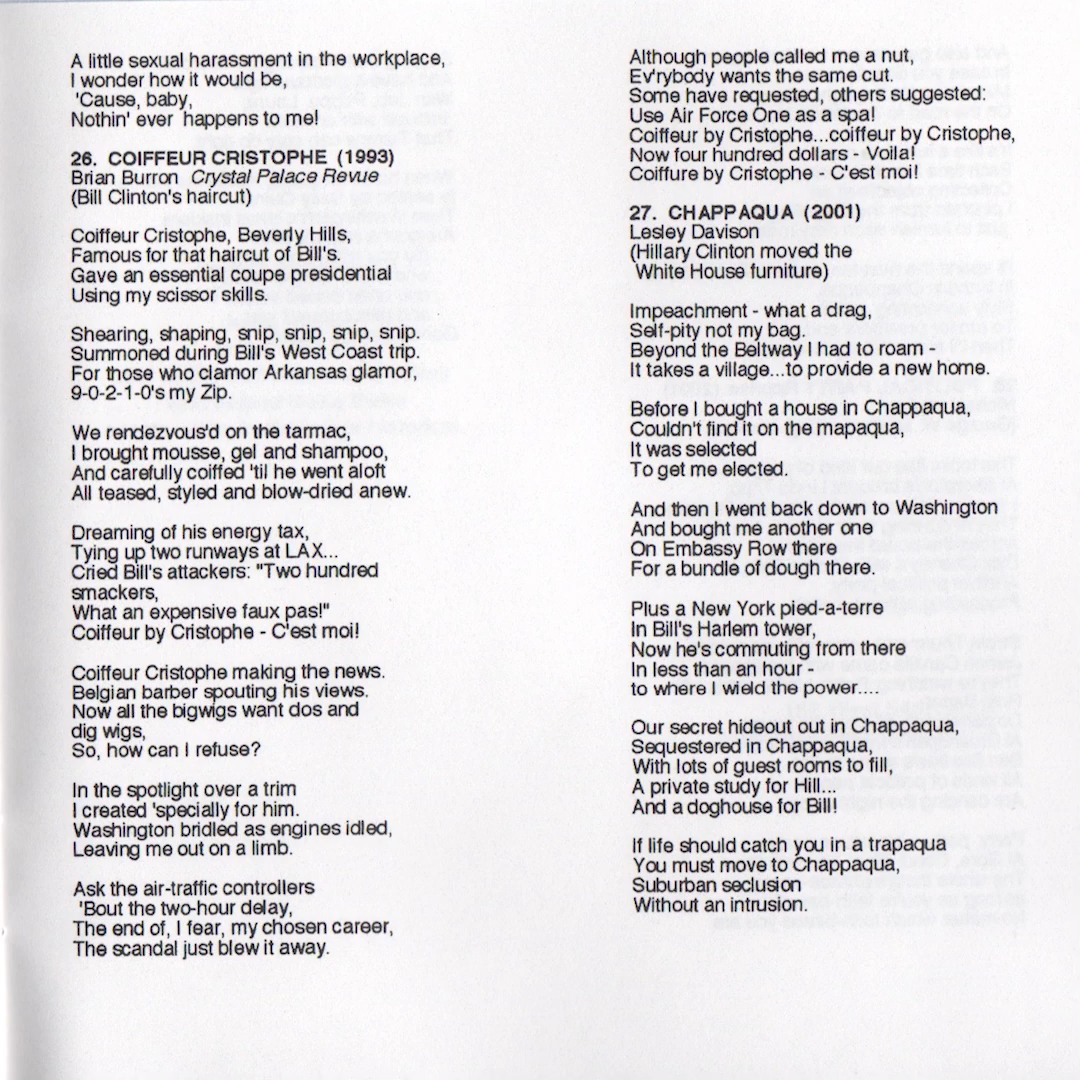 A little sexual harassment in the workplace,
I wonder how it would be,
'Cause, baby,
Nothin' ever happens to me!
26. COIFFEUR CRISTOPHE (1993)
Brian Burron Crystal Palace Revue
(Bill Clinton's haircut)
Coiffeur Cristophe, Beverly Hills,
Famous for that haircut of Bill's.
Gave an essential coupe presidential
Using my scissor skills.
Shearing, shaping, snip, snip, snip, snip.
Summoned during Bill's West Coast trip.
For those who clamor Arkansas glamor,
9-0-2-1-0's my Zip.
We rendezvous'd on the tarmac,
I brought mousse, gel and shampoo,
And carefully coiffed 'til he went aloft
All teased, styled and blow-dried anew.
Dreaming of his energy tax,
Tying up two runways at LAX...
Cried Bill's attackers: "Two hundred
smackers,
What an expensive faux pas!"
Coiffeur by Cristophe - C'est moi!
Coiffeur Cristophe making the news.
Belgian barber spouting his views.
Now all the bigwigs want dos and
dig wigs,
So, how can I refuse?
In the spotlight over a trim
I created 'specially for him.
Washington bridled as engines idled,
Leaving me out on a limb.
Ask the air-traffic controllers
'Bout the two-hour delay,
The end of, I fear, my chosen career,
The scandal just blew it away.
Although people called me a nut,
Ev'rybody wants the same cut.
Some have requested, others suggested:
Use Air Force One as a spa!
Coiffeur by Cristophe...coiffeur by Cristophe,
Now four hundred dollars - Voila!
Coiffure by Cristophe - C'est moi!
27. CHAPPAQUA (2001)
Lesley Davison
(Hillary Clinton moved the
White House furniture)
Impeachment - what a drag,
Self-pity not my bag.
Beyond the Beltway I had to roam -
It takes a village...to provide a new home.
Before I bought a house in Chappaqua,
Couldn't find it on the mapaqua,
It was selected
To get me elected.
And then I went back down to Washington
And bought me another one
On Embassy Row there
For a bundle of dough there.
Plus a New York pied-a-terre
In Bill's Harlem tower,
Now he's commuting from there
In less than an hour -
to where I wield the power....
Our secret hideout out in Chappaqua,
Sequestered in Chappaqua,
With lots of guest rooms to fill,
A private study for Hill...
And a doghouse for Bill!
If life should catch you in a trapaqua
You must move to Chappaqua,
Suburban seclusion
Without an intrusion.